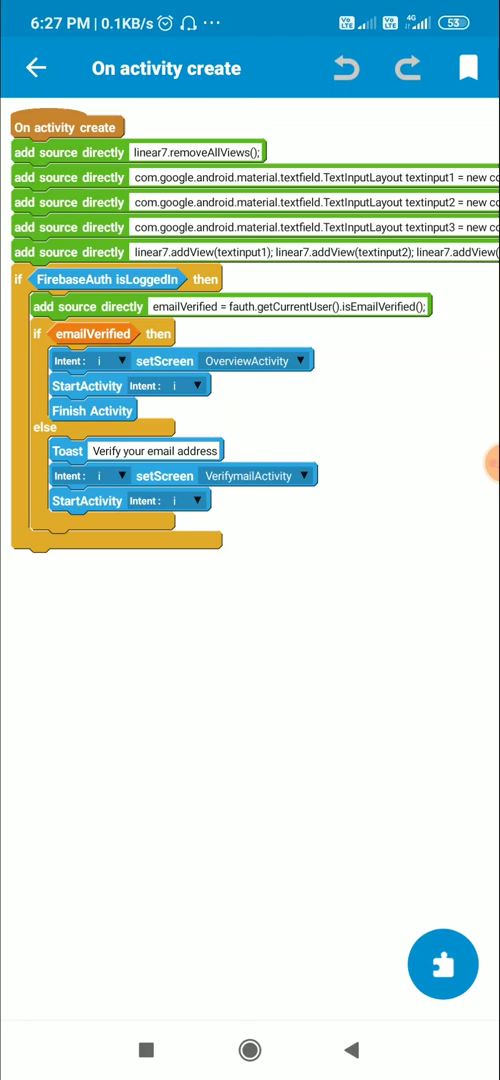 6:27 PM | 0.1KB/s ...
Vo LTE Vo LTE 4G 53
On activity create
On activity create
add source directly linear7.removeAllViews();
add source directly com.google.android.material.textfield.TextInputLayout textinput1 = new co
add source directly com.google.android.material.textfield.TextInputLayout textinput2 = new co
add source directly com.google.android.material.textfield.TextInputLayout textinput3 = new co
add source directly linear7.addView(textinput1); linear7.addView(textinput2); linear7.addView(
if FirebaseAuth isLoggedIn then
add source directly emailVerified = fauth.getCurrentUser().isEmailVerified();
if emailVerified then
Intent : i setScreen OverviewActivity
StartActivity Intent : i
Finish Activity
else
Toast Verify your email address
Intent : i setScreen VerifymailActivity
StartActivity Intent : i